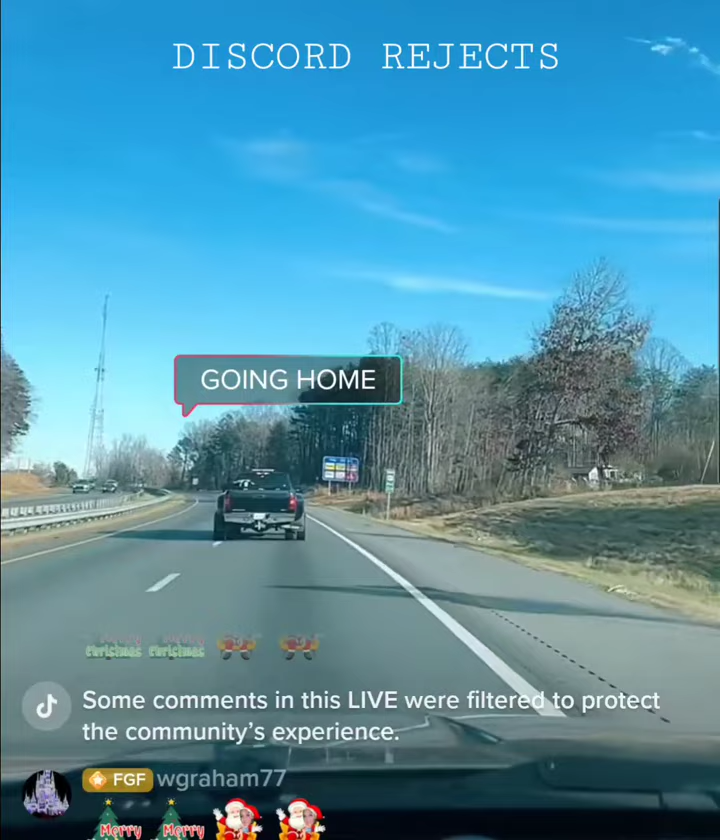 DISCORD REJECTS
GOING HOME
Christmas Christmas
Some comments in this LIVE were filtered to protect
the community’s experience.
FGF wgraham77
Merry Merry